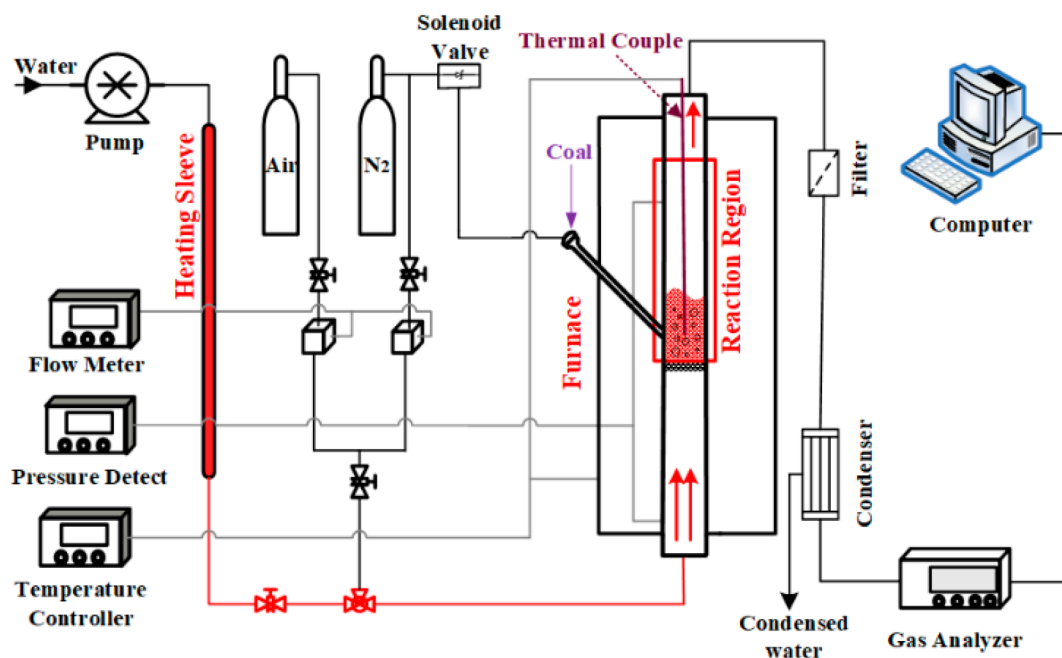 Solenoid
Valve
Thermal Couple
Water
Pump
Air
N2
Coal
Heating Sleeve
Furnace
Reaction Region
Filter
Computer
Flow Meter
Pressure Detect
Condenser
Temperature
Controller
Condensed
water
Gas Analyzer